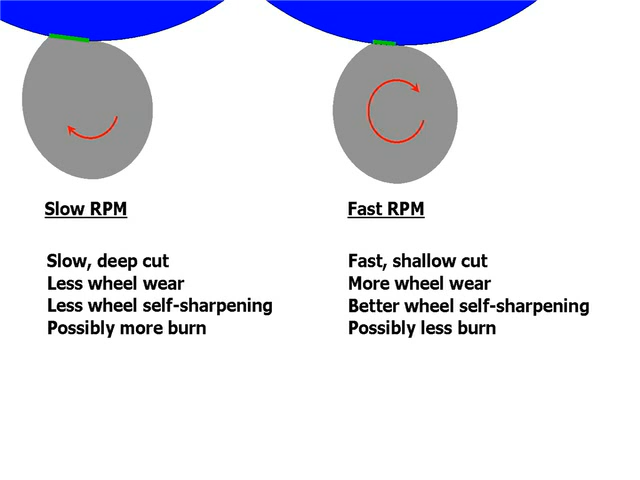 Slow RPM
Slow, deep cut
Less wheel wear
Less wheel self-sharpening
Possibly more burn
Fast RPM
Fast, shallow cut
More wheel wear
Better wheel self-sharpening
Possibly less burn